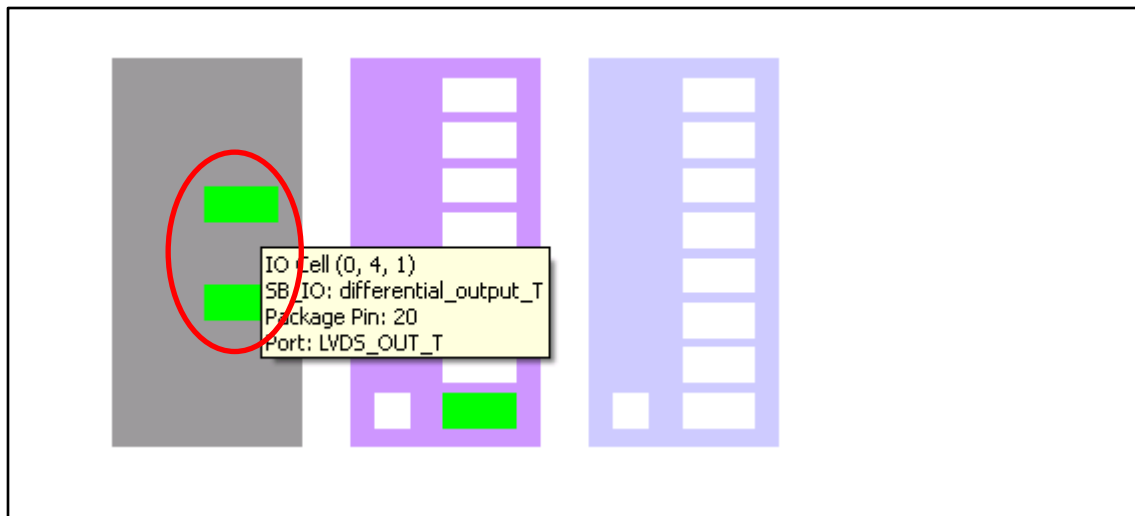 IO Cell (0, 4, 1)
SB_IO: differential_output_T
Package Pin: 20
Port: LVDS_OUT_T